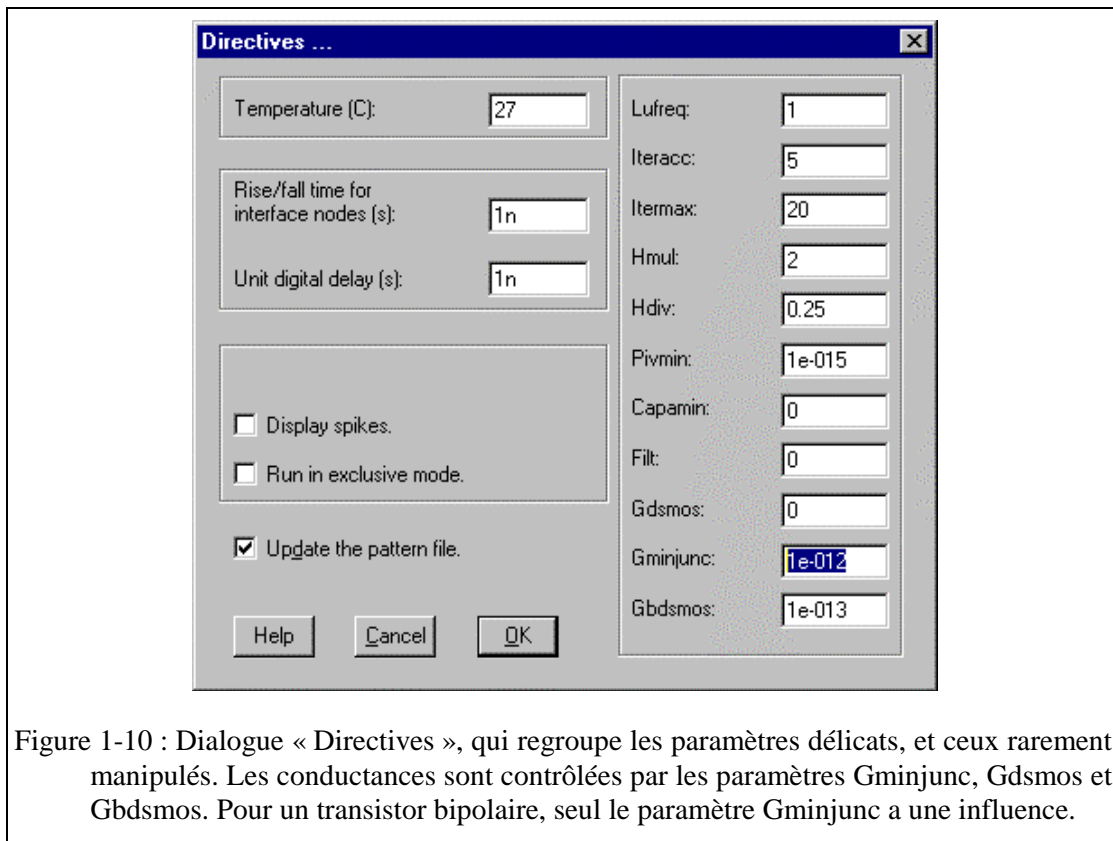 Directives ...
Temperature (C): 27
Rise/fall time for
interface nodes (s): 1n
Unit digital delay (s): 1n
Display spikes.
Run in exclusive mode.
Update the pattern file.
Help Cancel OK
Lufreq: 1
Iteracc: 5
Itermax: 20
Hmul: 2
Hdiv: 0.25
Pivmin: 1e-015
Capamin: 0
Filt: 0
Gdsmos: 0
Gminjunc: 1e-012
Gbdsmos: 1e-013
Figure 1-10 : Dialogue « Directives », qui regroupe les paramètres délicats, et ceux rarement
manipulés. Les conductances sont contrôlées par les paramètres Gminjunc, Gdsmos et
Gbdsmos. Pour un transistor bipolaire, seul le paramètre Gminjunc a une influence.